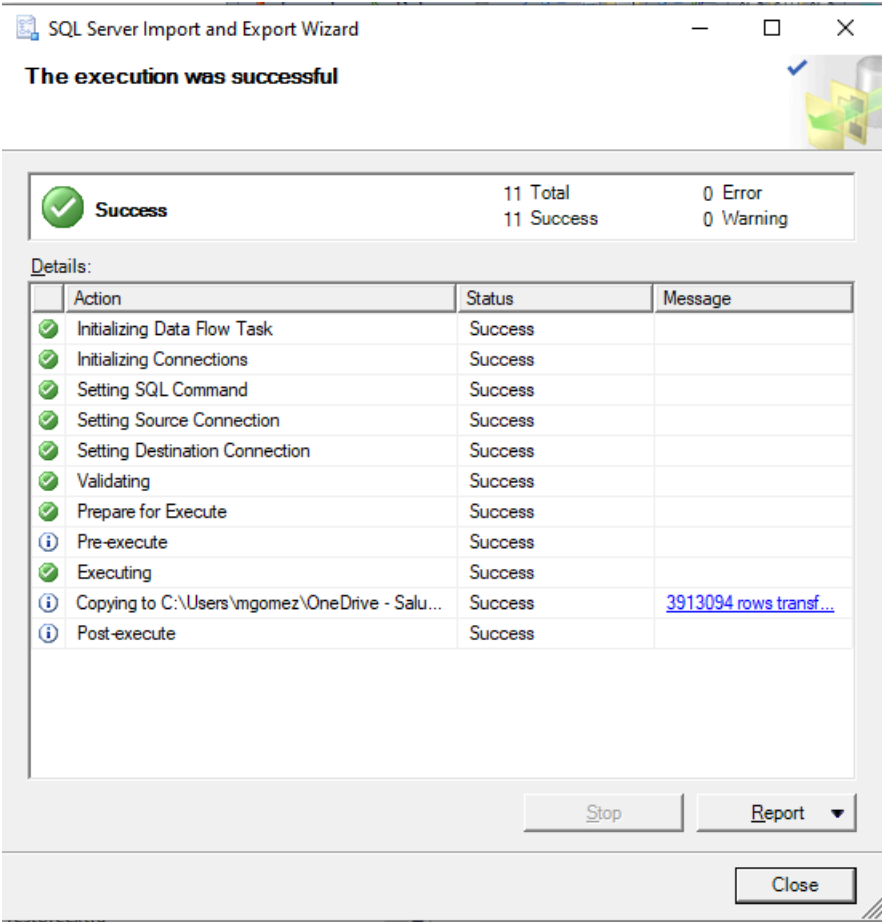 SQL Server Import and Export Wizard
The execution was successful
Success
11 Total 0 Error
11 Success 0 Warning
Details:
Action Status Message
Initializing Data Flow Task Success
Initializing Connections Success
Setting SQL Command Success
Setting Source Connection Success
Setting Destination Connection Success
Validating Success
Prepare for Execute Success
Pre-execute Success
Executing Success
Copying to C:\Users\mgomez\OneDrive - Salu... Success 3913094 rows transf...
Post-execute Success
Stop Report
Close